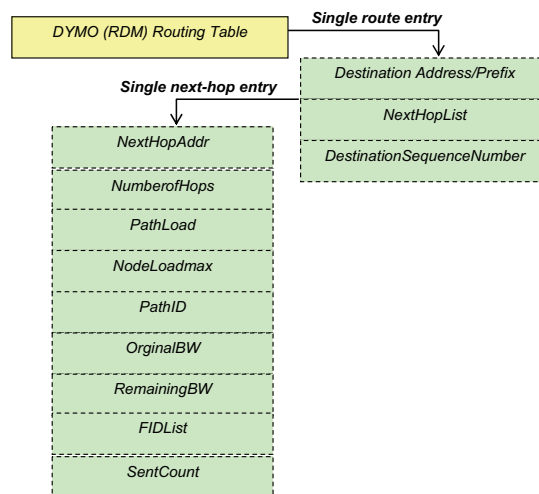 DYMO (RDM) Routing Table
Single route entry
Destination Address/Prefix
NextHopList
DestinationSequenceNumber
Single next-hop entry
NextHopAddr
NumberofHops
PathLoad
NodeLoadmax
PathID
OrginalBW
RemainingBW
FIDList
SentCount